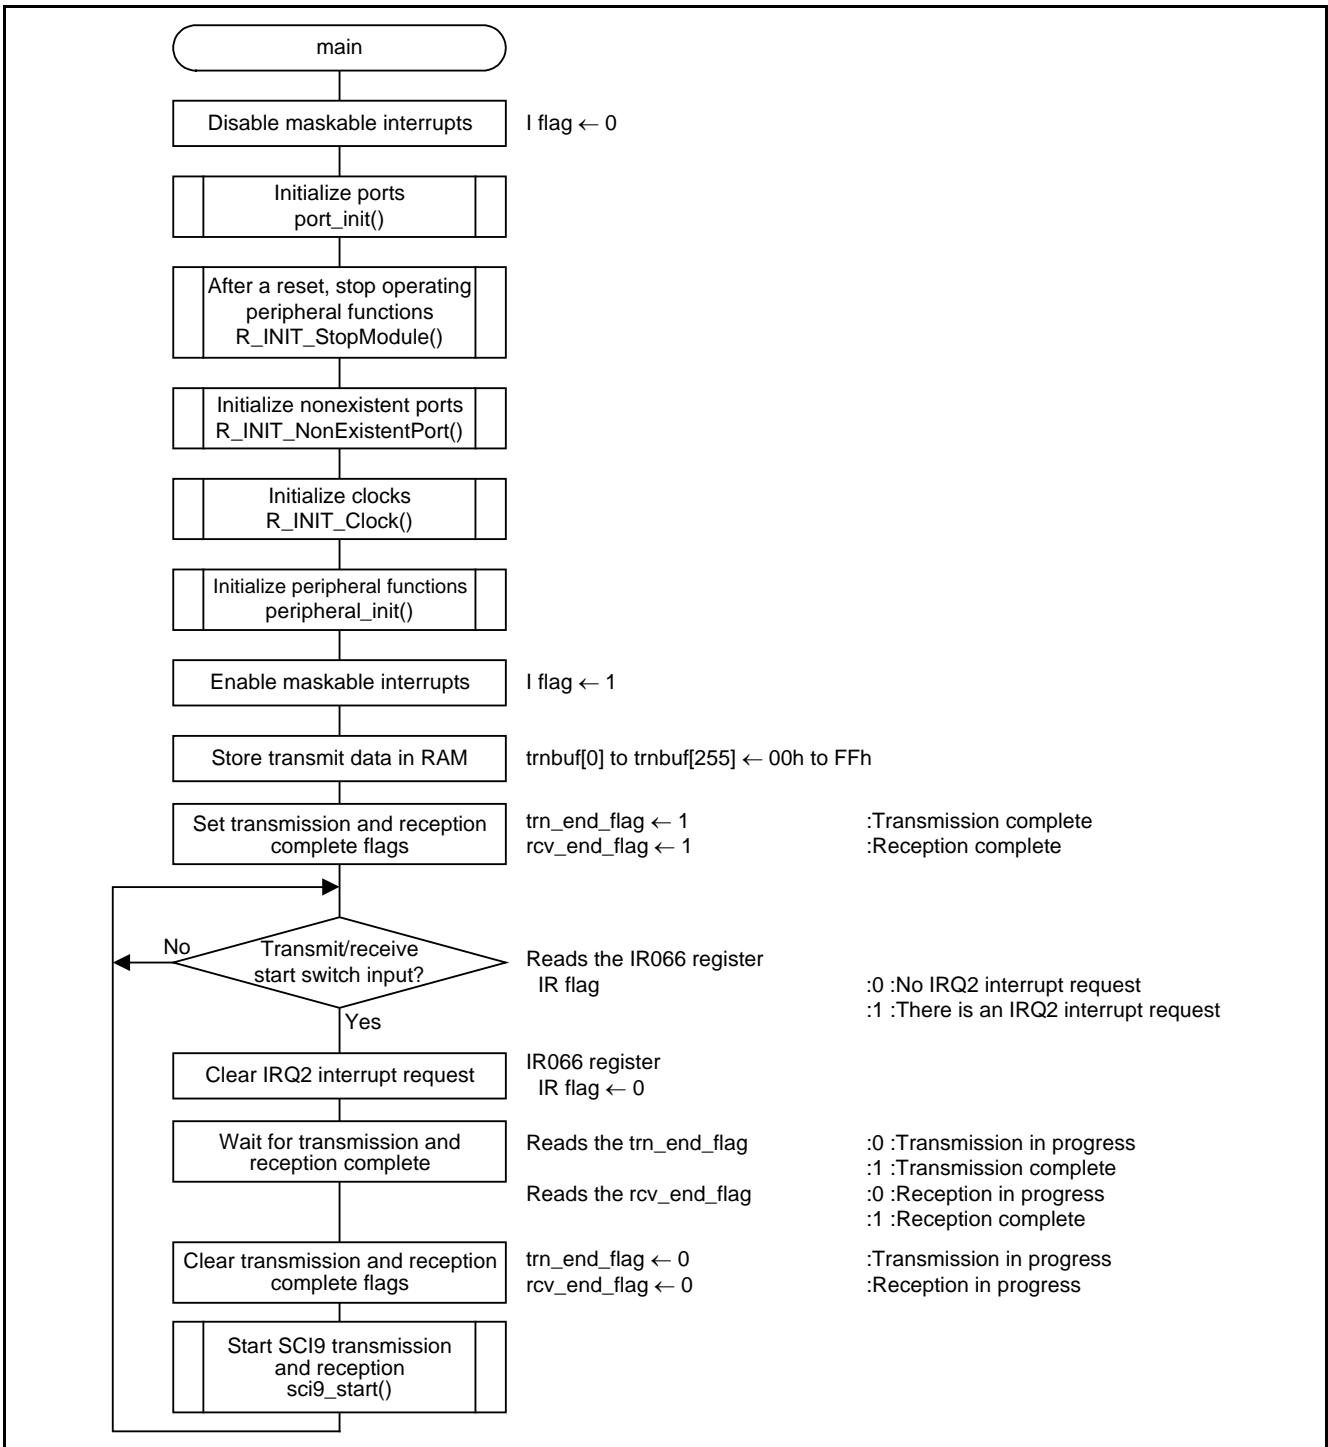 main
Disable maskable interrupts
I flag ← 0
Initialize ports
port_init()
After a reset, stop operating
peripheral functions
R_INIT_StopModule()
Initialize nonexistent ports
R_INIT_NonExistentPort()
Initialize clocks
R_INIT_Clock()
Initialize peripheral functions
peripheral_init()
Enable maskable interrupts
I flag ← 1
Store transmit data in RAM
trnbuf[0] to trnbuf[255] ← 00h to FFh
Set transmission and reception
complete flags
trn_end_flag ← 1 :Transmission complete
rcv_end_flag ← 1 :Reception complete
No
Transmit/receive
start switch input?
Reads the IR066 register
IR flag :0 :No IRQ2 interrupt request
:1 :There is an IRQ2 interrupt request
Yes
Clear IRQ2 interrupt request
IR066 register
IR flag ← 0
Wait for transmission and
reception complete
Reads the trn_end_flag :0 :Transmission in progress
:1 :Transmission complete
Reads the rcv_end_flag :0 :Reception in progress
:1 :Reception complete
Clear transmission and reception
complete flags
trn_end_flag ← 0 :Transmission in progress
rcv_end_flag ← 0 :Reception in progress
Start SCI9 transmission
and reception
sci9_start()